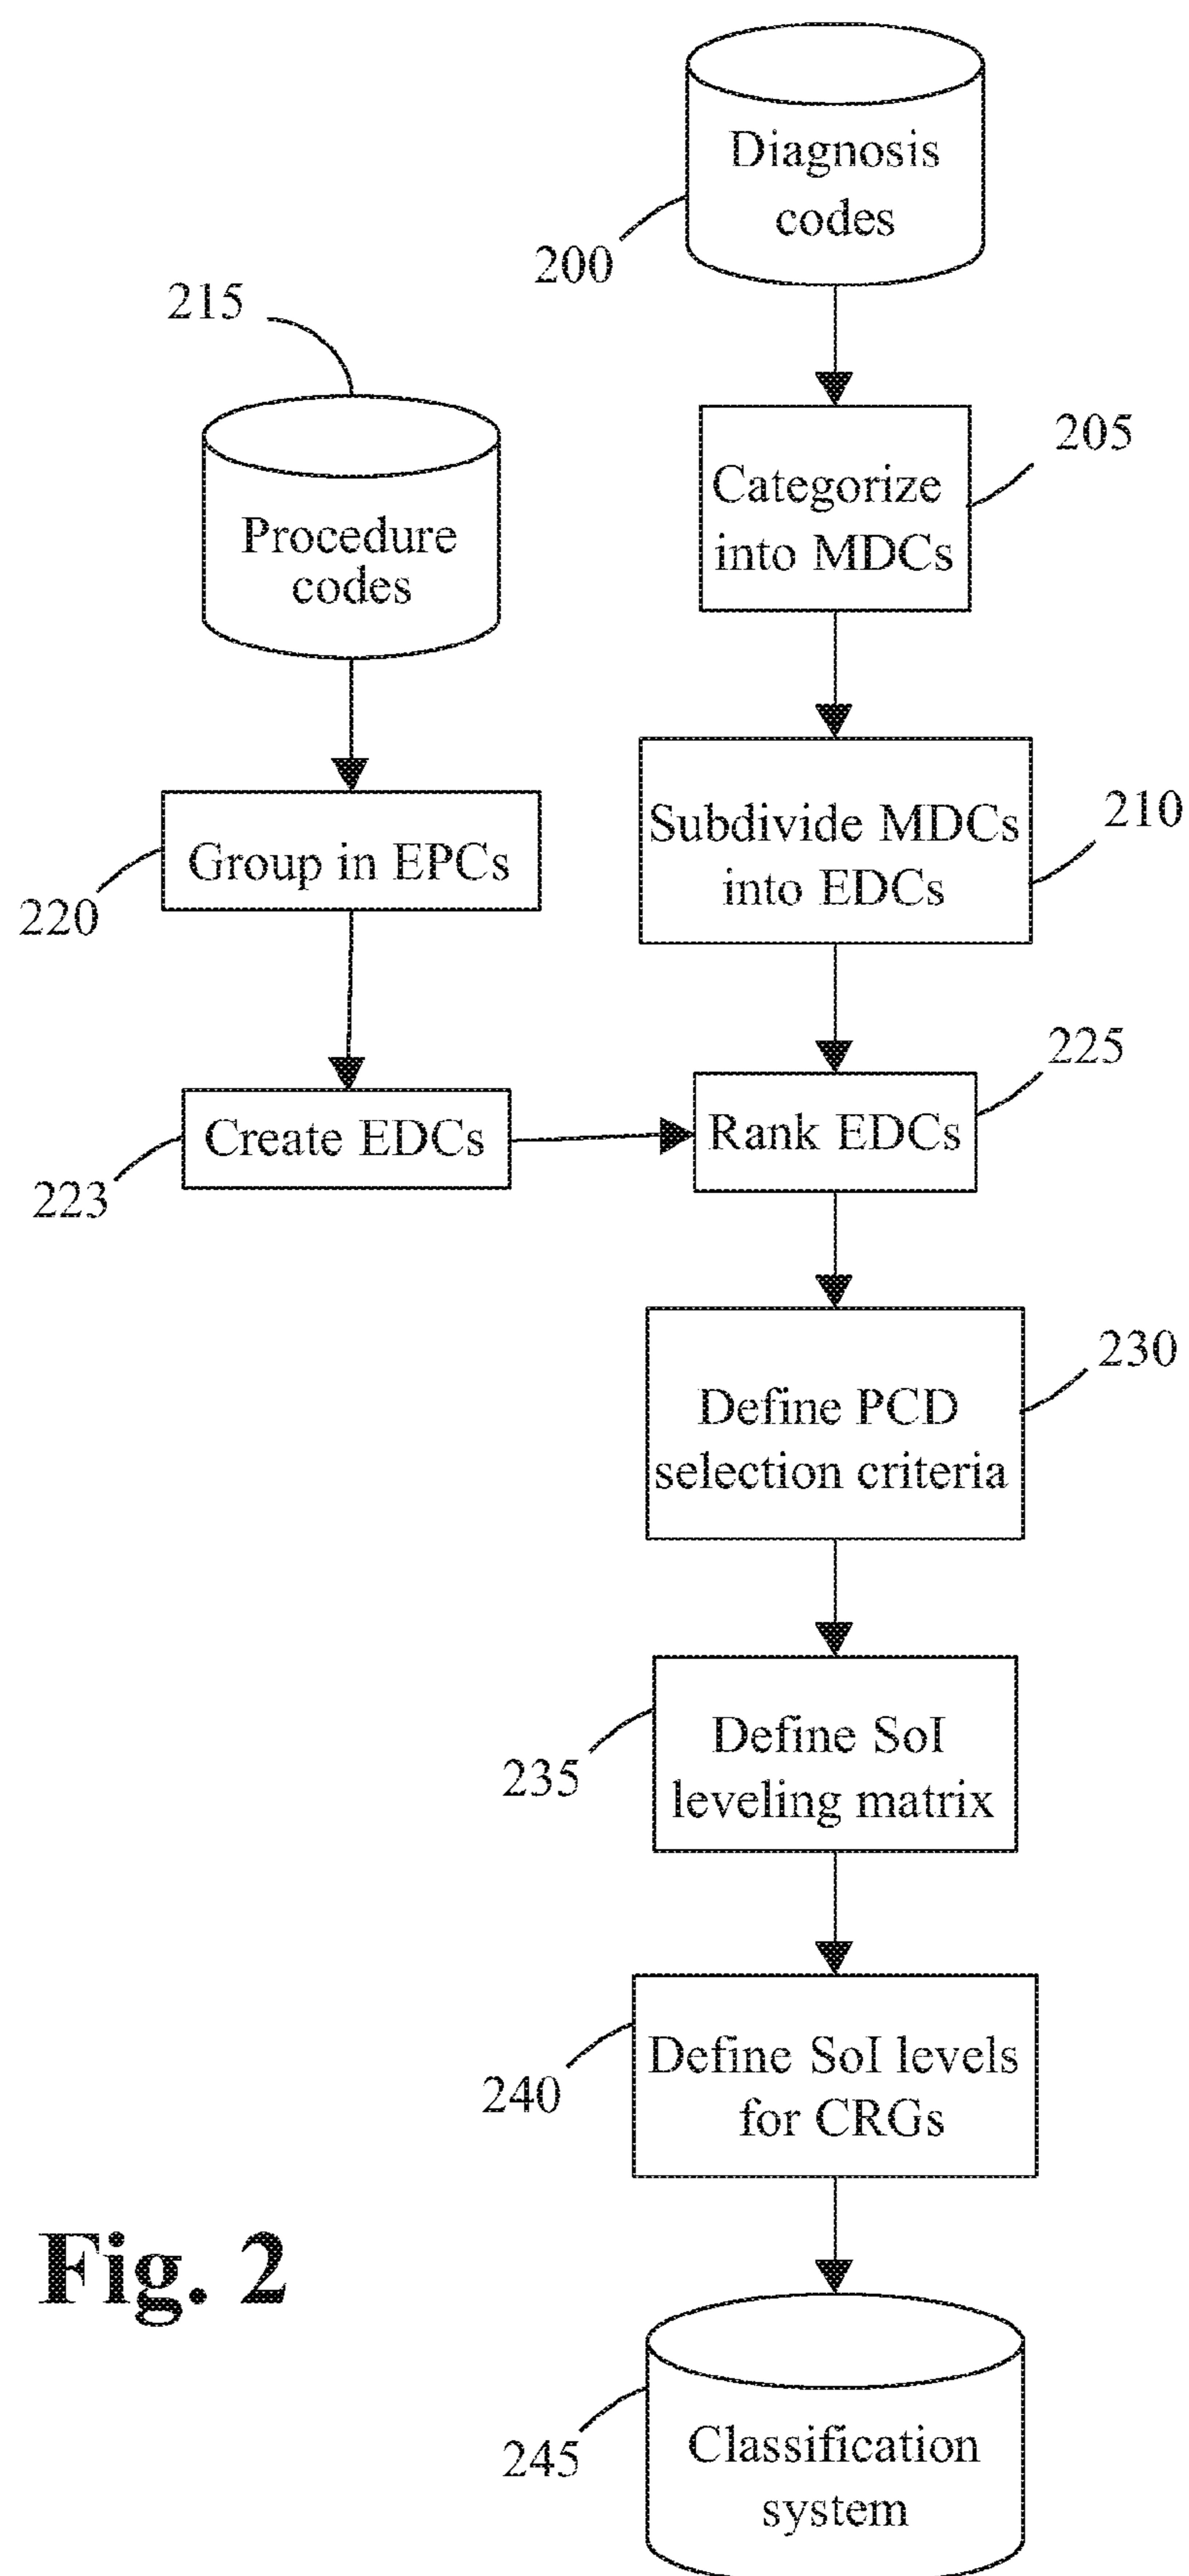 Diagnosis
codes
200
215
Procedure
codes
205
Categorize
into MDCs
210
Subdivide MDCs
into EDCs
Group in EPCs
220
225
Create EDCs
Rank EDCs
223
230
Define PCD
selection criteria
Define SoI
leveling matrix
235
Define SoI levels
for CRGs
240
Fig. 2
Classification
system
245